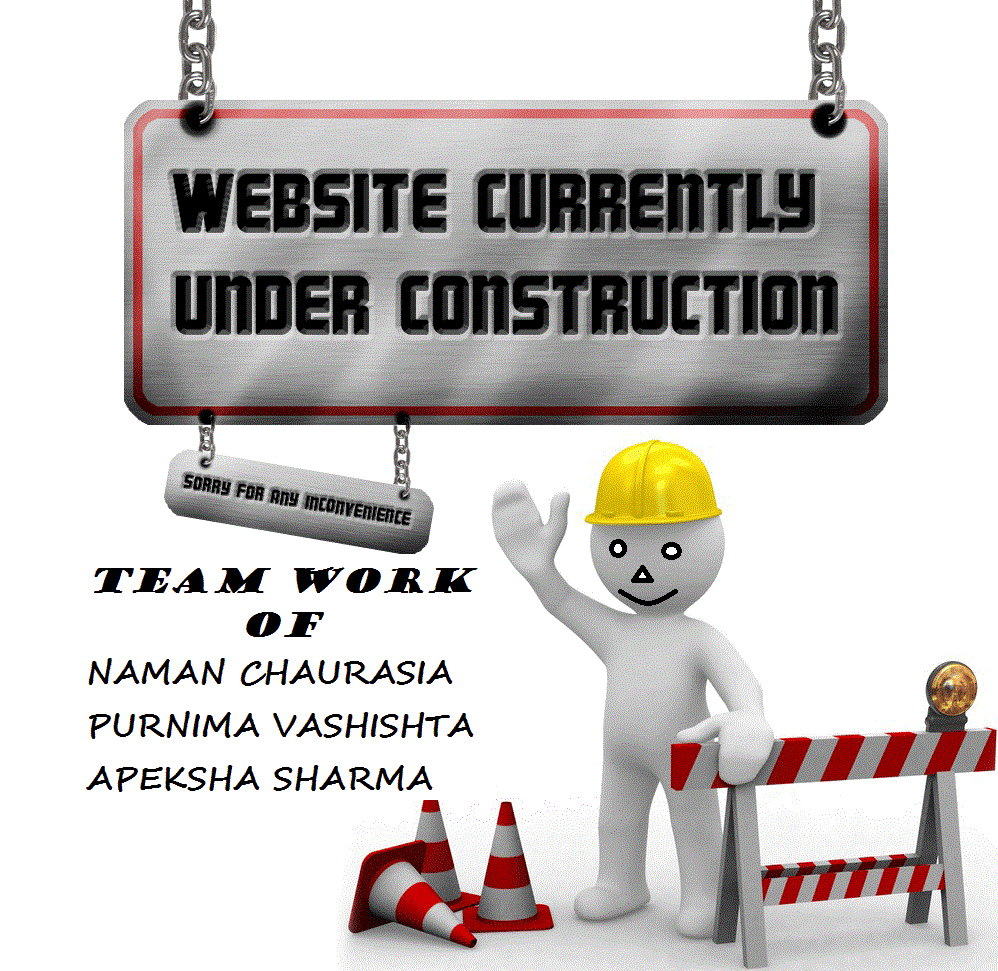 WEBSITE CURRENTLY
UNDER CONSTRUCTION
SORRY FOR ANY INCONVENIENCE
TEAM WORK
OF
NAMAN CHAURASIA
PURNIMA VASHISHTA
APEKSHA SHARMA